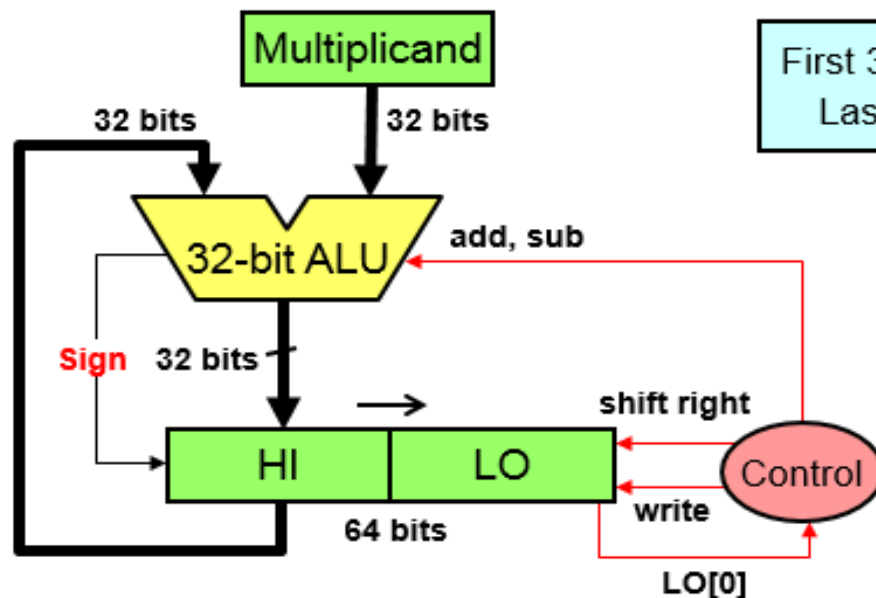 Multiplicand
First 3
Las
32 bits
32 bits
32-bit ALU
add, sub
Sign
32 bits
shift right
HI
LO
Control
write
64 bits
LO[0]